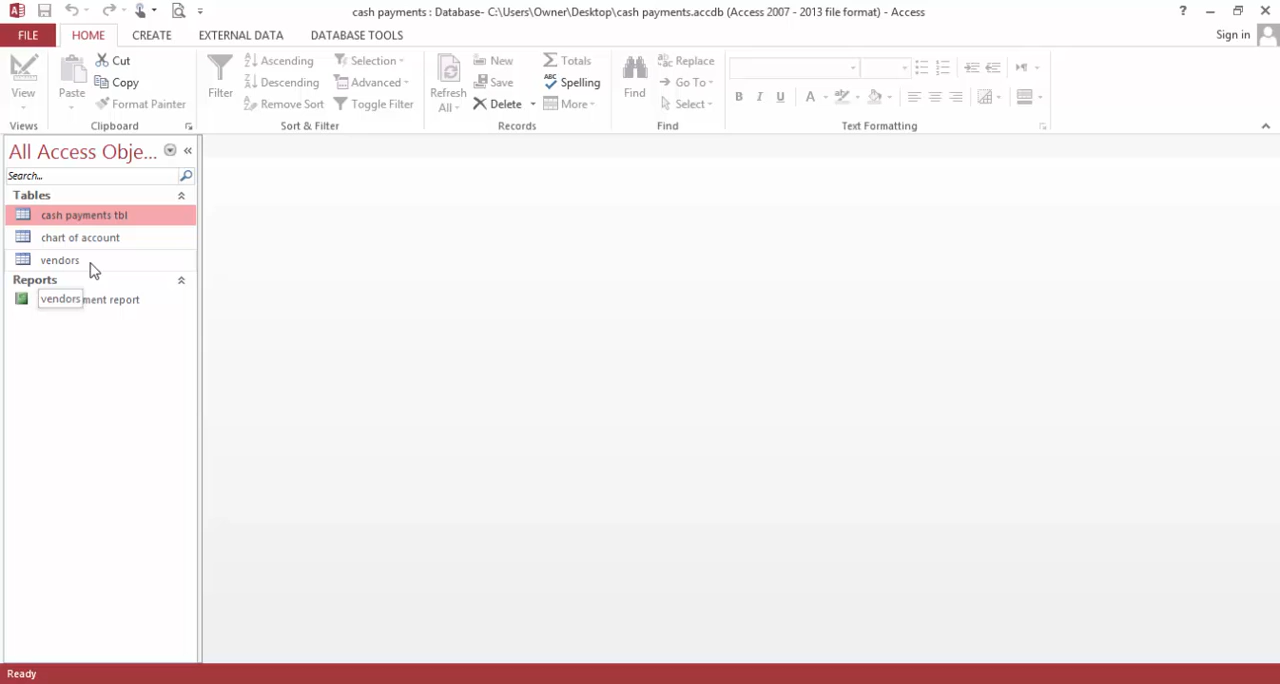 cash payments : Database- C:\Users\Owner\Desktop\cash payments.accdb (Access 2007 - 2013 file format) - Access
FILE HOME CREATE EXTERNAL DATA DATABASE TOOLS Sign in
View
Views
Paste
Cut
Copy
Format Painter
Clipboard
Filter
Ascending
Descending
Remove Sort
Selection
Advanced
Toggle Filter
Sort & Filter
Refresh
All
New
Save
Delete
Totals
Spelling
More
Records
Find
Replace
Go To
Select
Find
B I U A
Text Formatting
All Access Obje...
Search...
Tables
cash payments tbl
chart of account
vendors
Reports
vendors ment report
Ready